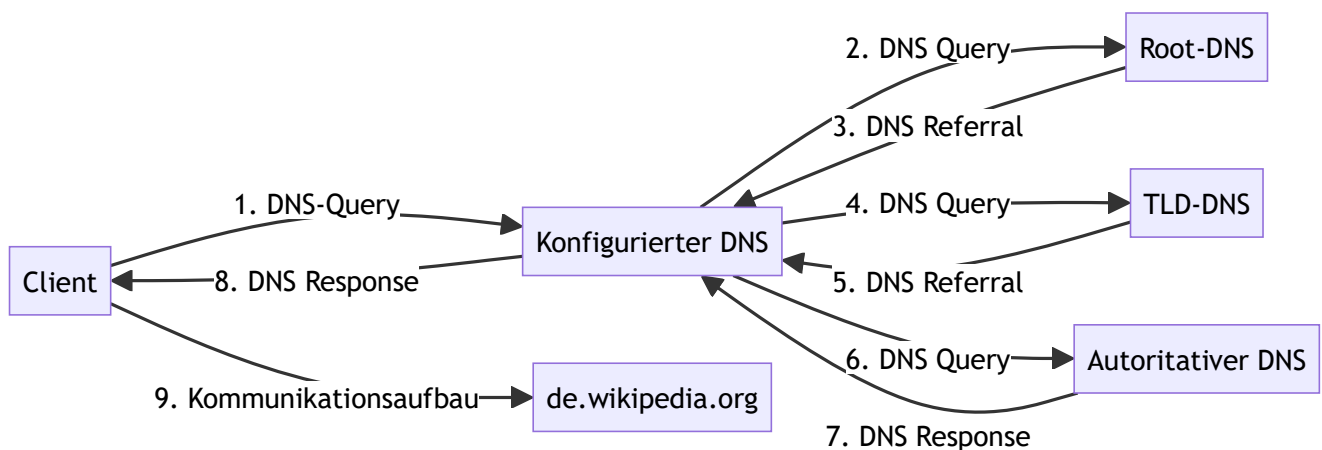 2. DNS Query
Root-DNS
3. DNS Referral
1. DNS-Query
4. DNS Query
TLD-DNS
Konfigurierter DNS
Client
8. DNS Response
5. DNS Referral
6. DNS Query
Autoritativer DNS
9. Kommunikationsaufbau
de.wikipedia.org
7. DNS Response